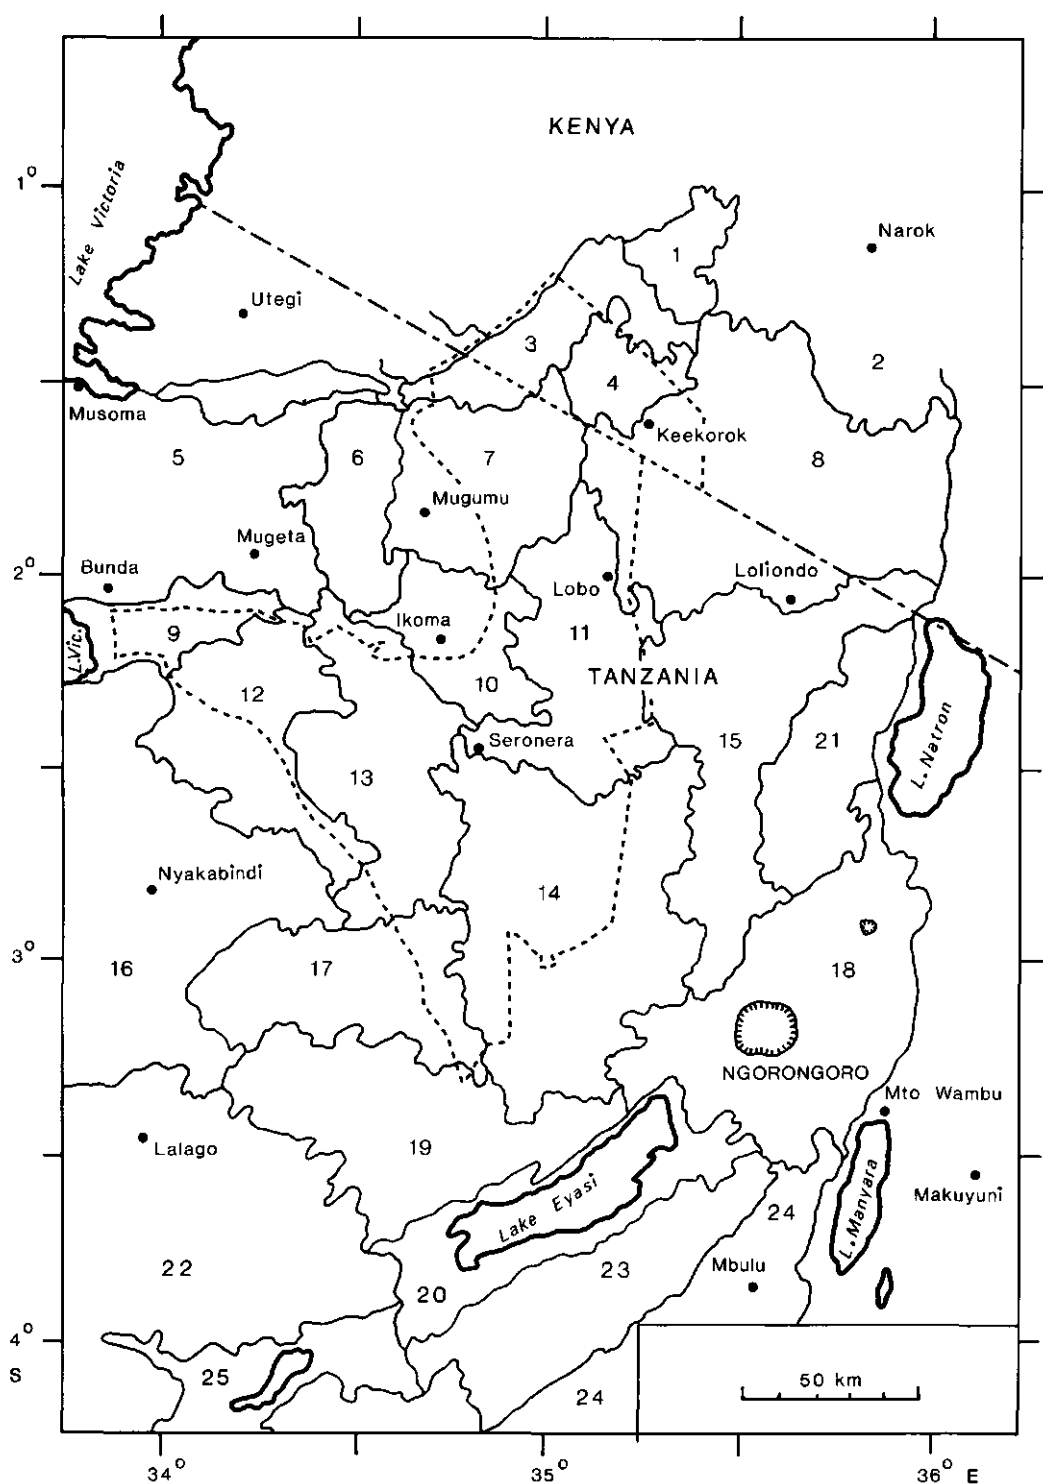 KENYA
1°
Lake Victoria
Narok
1
Utegi
3
2
4
Musoma
Keekorok
5
6
7
8
Mugumu
Mugeta
2°
Bunda
Lobo
Loliondo
9
Ikoma
11
L.Vic.
10
TANZANIA
12
Seronera
15
21
L. Natron
13
Nyakabindi
14
3°
16
17
18
NGORONGORO
Mto Wambu
Lalago
19
Lake Eyasi
L. Manyara
Makuyuni
24
22
23
Mbulu
20
4°
S
25
24
50 km
34°
35°
36° E